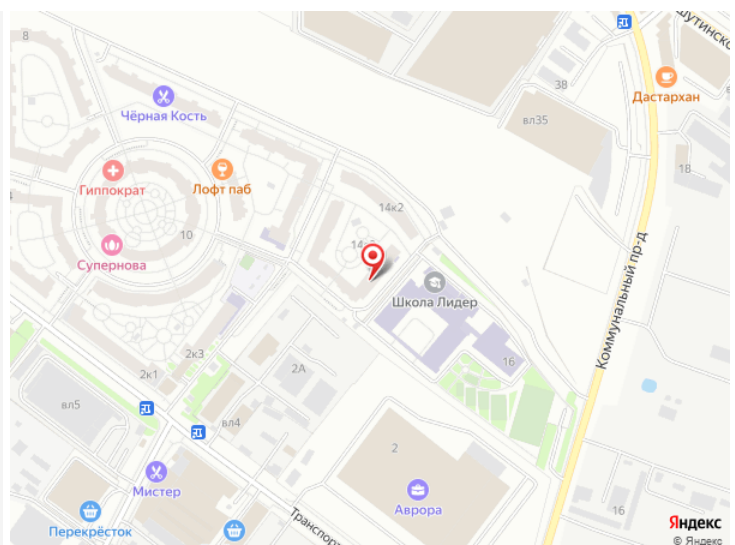 8
Чёрная Кость
Гиппократ
Лофт паб
4
10
Супернова
14к2
Школа Лидер
16
38
вл35
Дастархан
18
Коммунальный пр-д
2к3
2к1
2А
вл5
вл4
2
Мистер
Аврора
Перекрёсток
16
Яндекс
© Яндекс